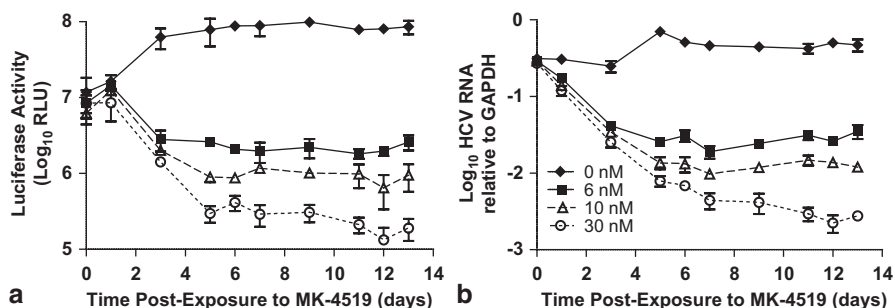 8
7
6
5
Luciferase Activity
(Log10 RLU)
0 2 4 6 8 10 12 14
Time Post-Exposure to MK-4519 (days)
a
-0
-1
-2
-3
Log10 HCV RNA
relative to GAPDH
0 nM
6 nM
10 nM
30 nM
0 2 4 6 8 10 12 14
Time Post-Exposure to MK-4519 (days)
b